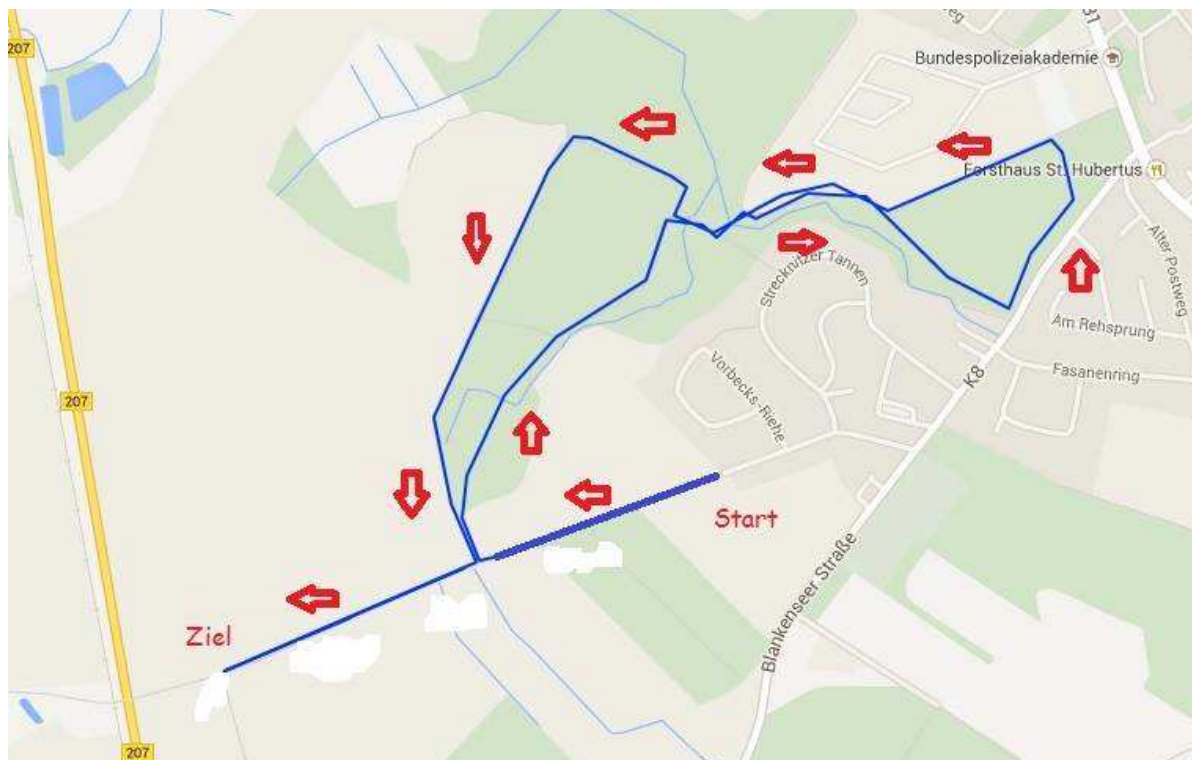 207
Bundespolizeiakademie
Forsthaus St. Hubertus
Alter Postweg
Strecknitzer Tannen
Am Rehsprung
Fasanenring
K8
Vorbecks-Riehe
207
Start
Blankenseer Straße
Ziel
207